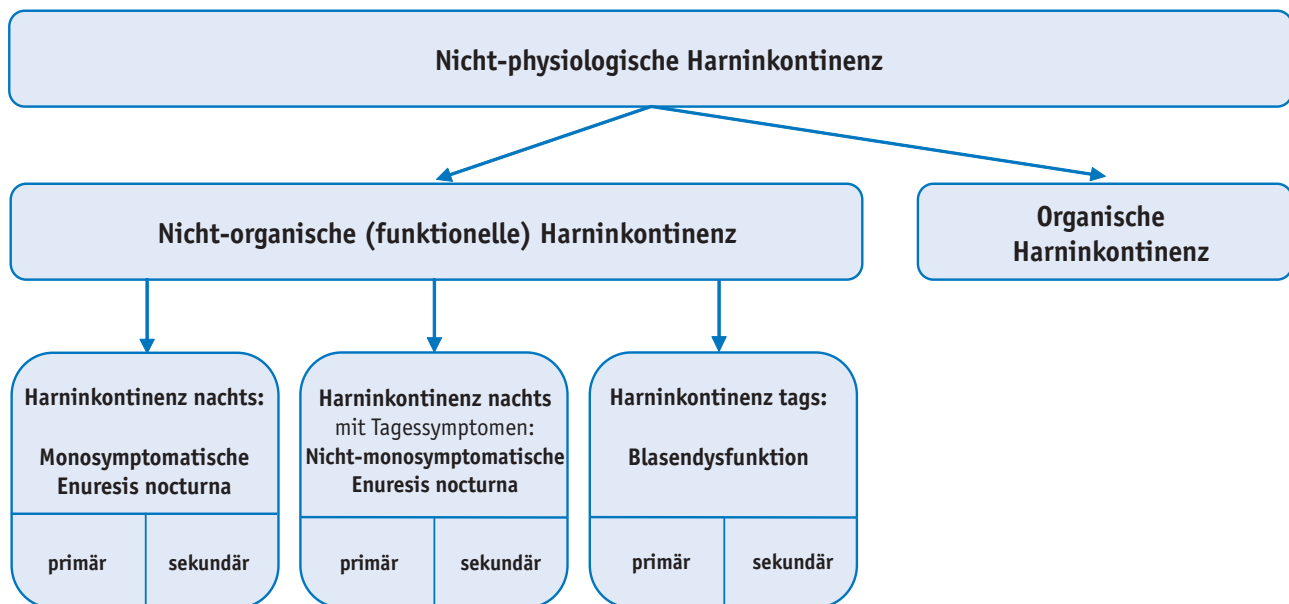 Nicht-physiologische Harninkontinenz
Nicht-organische (funktionelle) Harninkontinenz
Organische
Harninkontinenz
Harninkontinenz nachts:
Monosymptomatische
Enuresis nocturna
primär
sekundär
Harninkontinenz nachts
mit Tagessymptomen:
Nicht-monosymptomatische
Enuresis nocturna
primär
sekundär
Harninkontinenz tags:
Blasendysfunktion
primär
sekundär